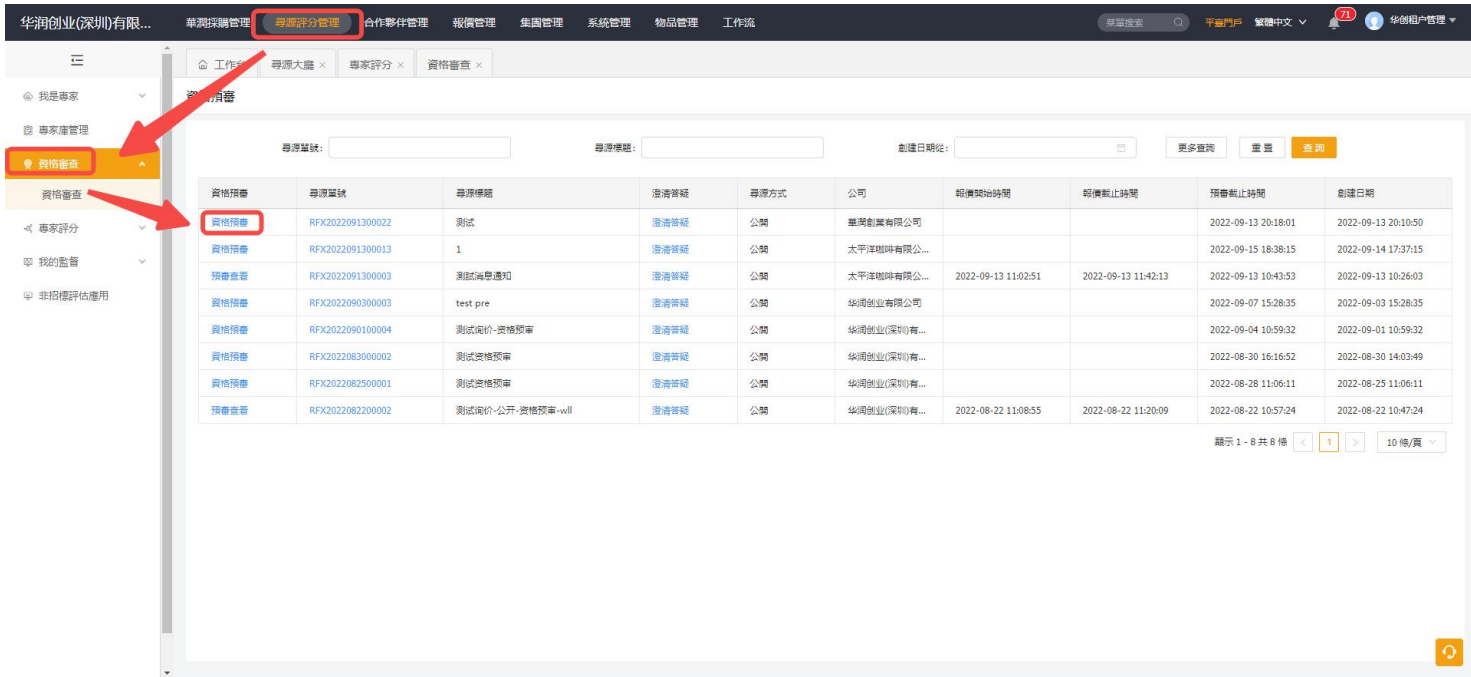 华润创业(深圳)有限...
華潤採購管理 尋源評分管理 合作夥伴管理 報價管理 集團管理 系統管理 物品管理 工作流
菜單搜索 平臺門戶 繁體中文 71 华创租户管理
工作台 尋源大廳 × 專家評分 × 資格審查 ×
我是專家
專家庫管理
資格審查
資格審查
專家評分
我的監督
非招標評估應用
預審
尋源單號: 尋源標題: 創建日期從: 更多查詢 重置 查詢
資格預審 尋源單號 尋源標題 澄清答疑 尋源方式 公司 報價開始時間 報價截止時間 預審截止時間 創建日期
資格預審 RFX2022091300022 测试 澄清答疑 公開 華潤創業有限公司 2022-09-13 20:18:01 2022-09-13 20:10:50
資格預審 RFX2022091300013 1 澄清答疑 公開 太平洋咖啡有限公... 2022-09-15 18:38:15 2022-09-14 17:37:15
預審查看 RFX2022091300003 測試消息通知 澄清答疑 公開 太平洋咖啡有限公... 2022-09-13 11:02:51 2022-09-13 11:42:13 2022-09-13 10:43:53 2022-09-13 10:26:03
資格預審 RFX2022090300003 test pre 澄清答疑 公開 华润创业有限公司 2022-09-07 15:28:35 2022-09-03 15:28:35
資格預審 RFX2022090100004 测试询价-资格预审 澄清答疑 公開 华润创业(深圳)有... 2022-09-04 10:59:32 2022-09-01 10:59:32
資格預審 RFX2022083000002 测试资格预审 澄清答疑 公開 华润创业(深圳)有... 2022-08-30 16:16:52 2022-08-30 14:03:49
資格預審 RFX2022082500001 测试资格预审 澄清答疑 公開 华润创业(深圳)有... 2022-08-28 11:06:11 2022-08-25 11:06:11
預審查看 RFX2022082200002 测试询价-公开-资格预审-wll 澄清答疑 公開 华润创业(深圳)有... 2022-08-22 11:08:55 2022-08-22 11:20:09 2022-08-22 10:57:24 2022-08-22 10:47:24
顯示 1 - 8 共 8 條 < 1 > 10 條/頁